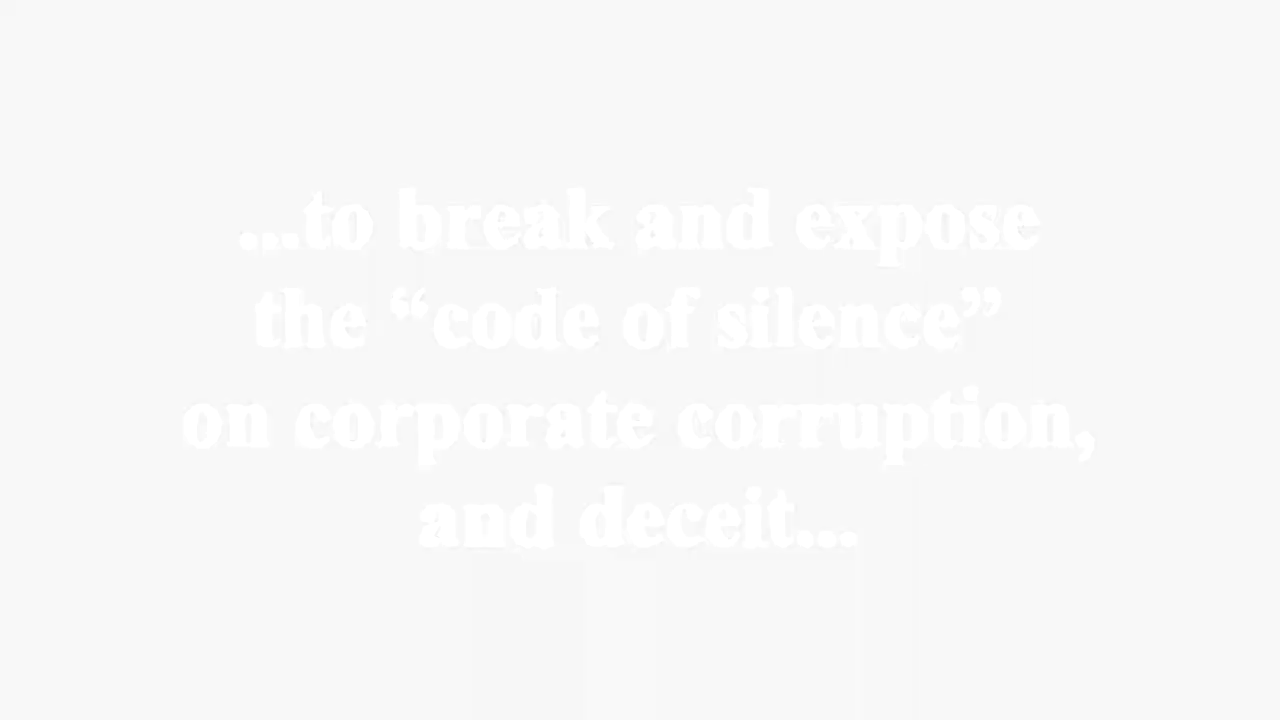 ...to break and expose
the “code of silence”
on corporate corruption,
and deceit...